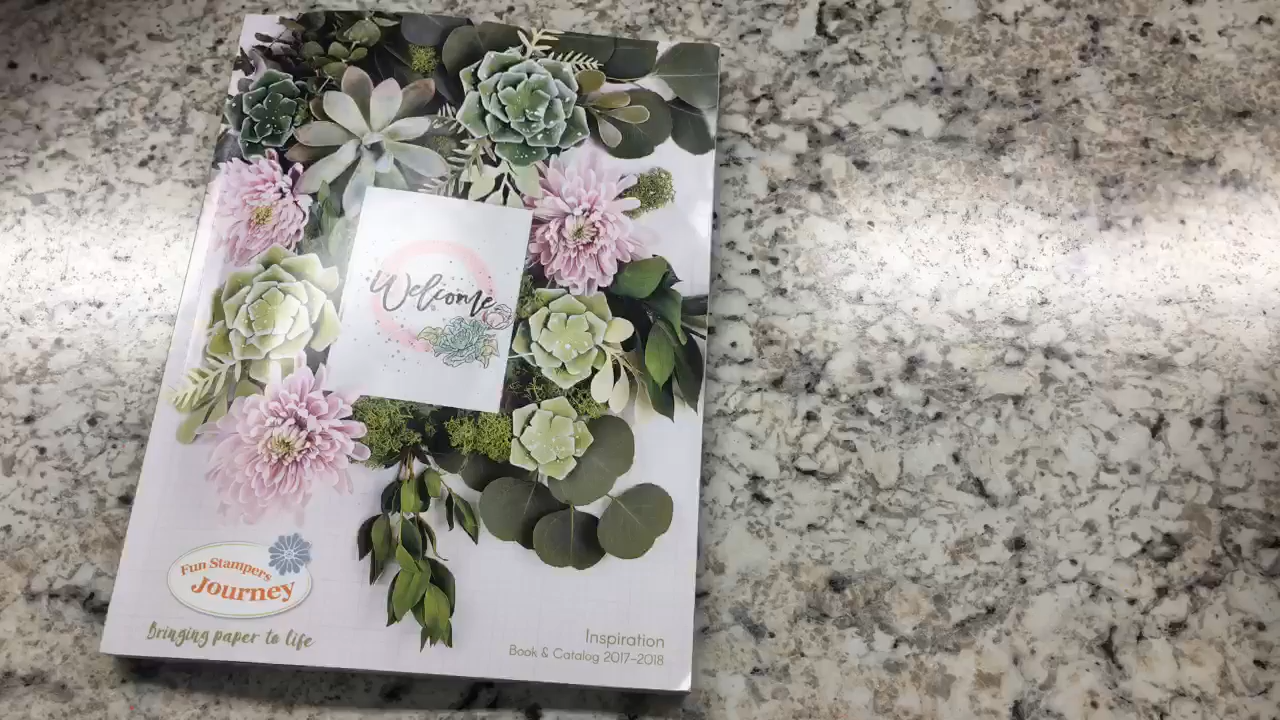 Welcome
Fun Stampers
Journey
Bringing paper to life
Inspiration
Book & Catalog 2017–2018